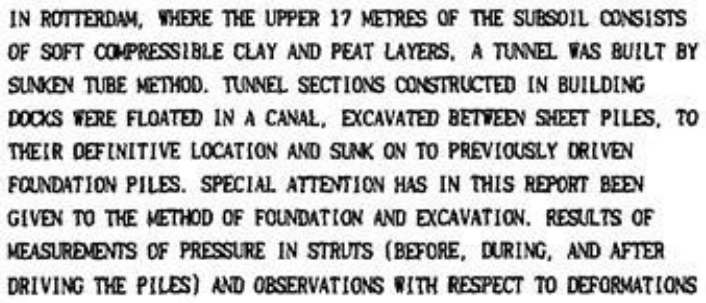 IN ROTTERDAM, WHERE THE UPPER 17 METRES OF THE SUBSOIL CONSISTS
OF SOFT COMPRESSIBLE CLAY AND PEAT LAYERS, A TUNNEL WAS BUILT BY
SUNKEN TUBE METHOD. TUNNEL SECTIONS CONSTRUCTED IN BUILDING
DOCKS WERE FLOATED IN A CANAL, EXCAVATED BETWEEN SHEET PILES, TO
THEIR DEFINITIVE LOCATION AND SUNK ON TO PREVIOUSLY DRIVEN
FOUNDATION PILES. SPECIAL ATTENTION HAS IN THIS REPORT BEEN
GIVEN TO THE METHOD OF FOUNDATION AND EXCAVATION. RESULTS OF
MEASUREMENTS OF PRESSURE IN STRUTS (BEFORE, DURING, AND AFTER
DRIVING THE PILES) AND OBSERVATIONS WITH RESPECT TO DEFORMATIONS